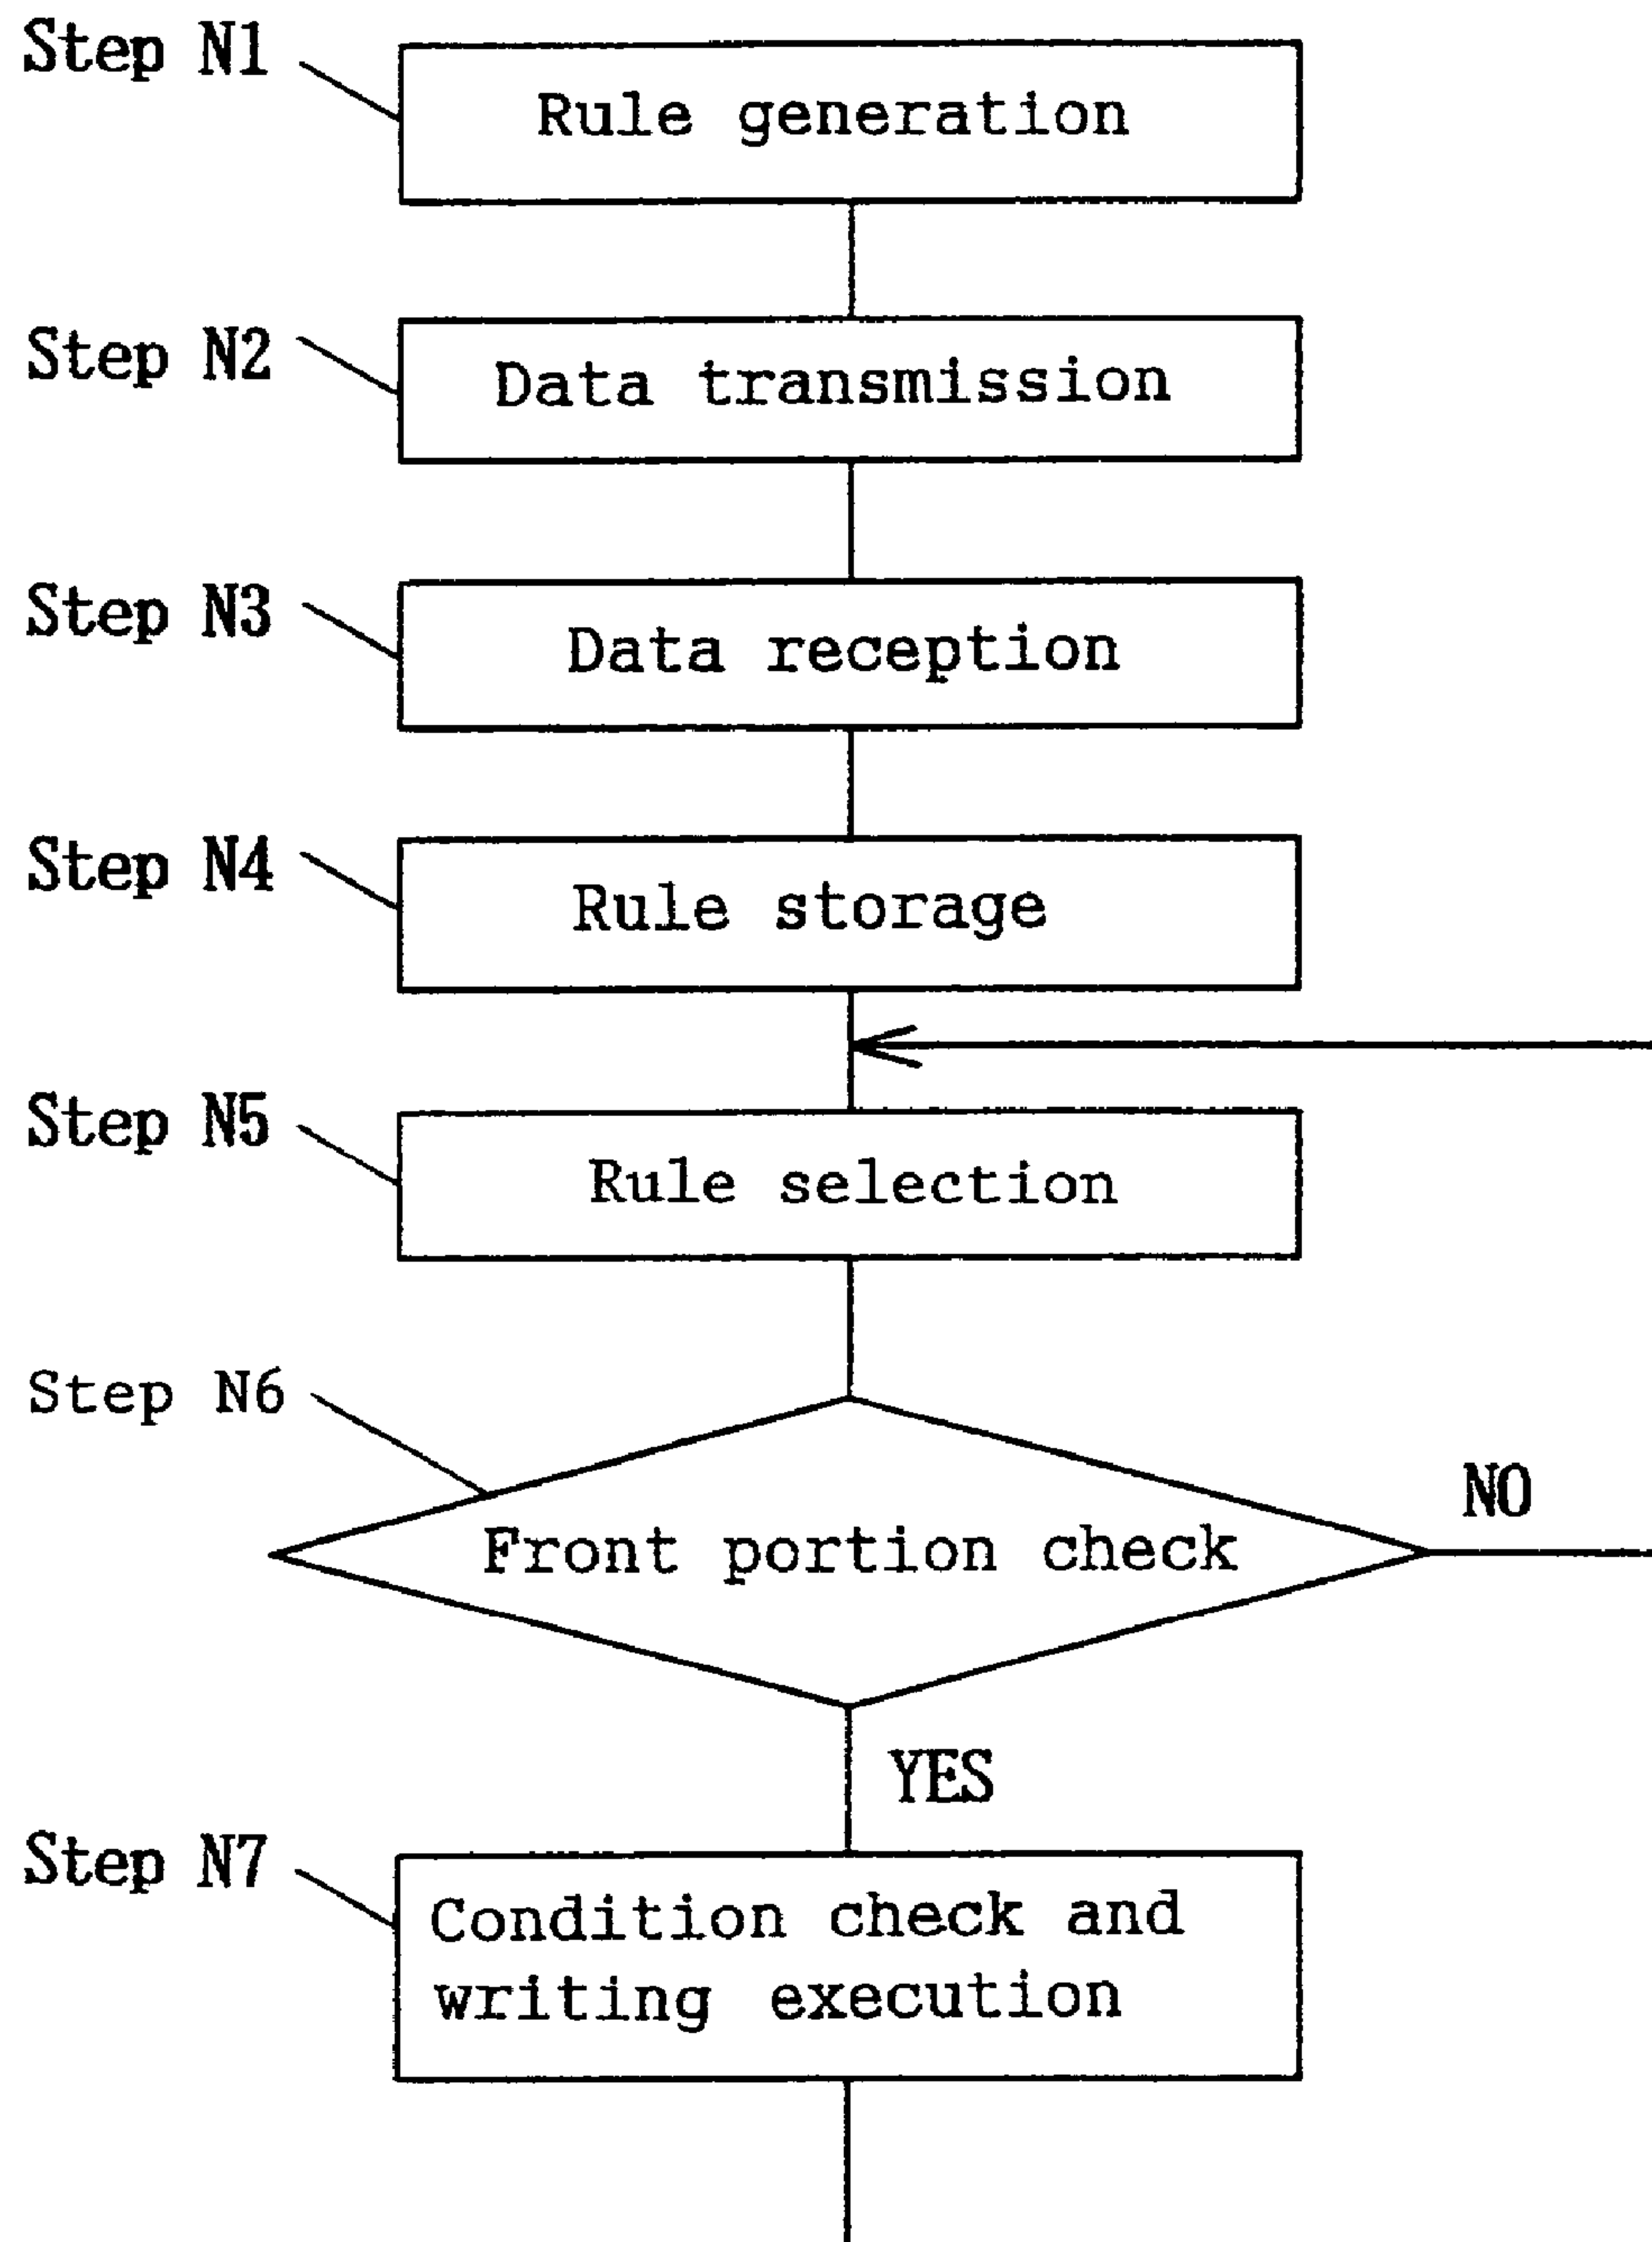 Step N1
Rule generation
Step N2
Data transmission
Step N3
Data reception
Step N4
Rule storage
Step N5
Rule selection
Step N6
Front portion check
NO
YES
Step N7
Condition check and
writing execution